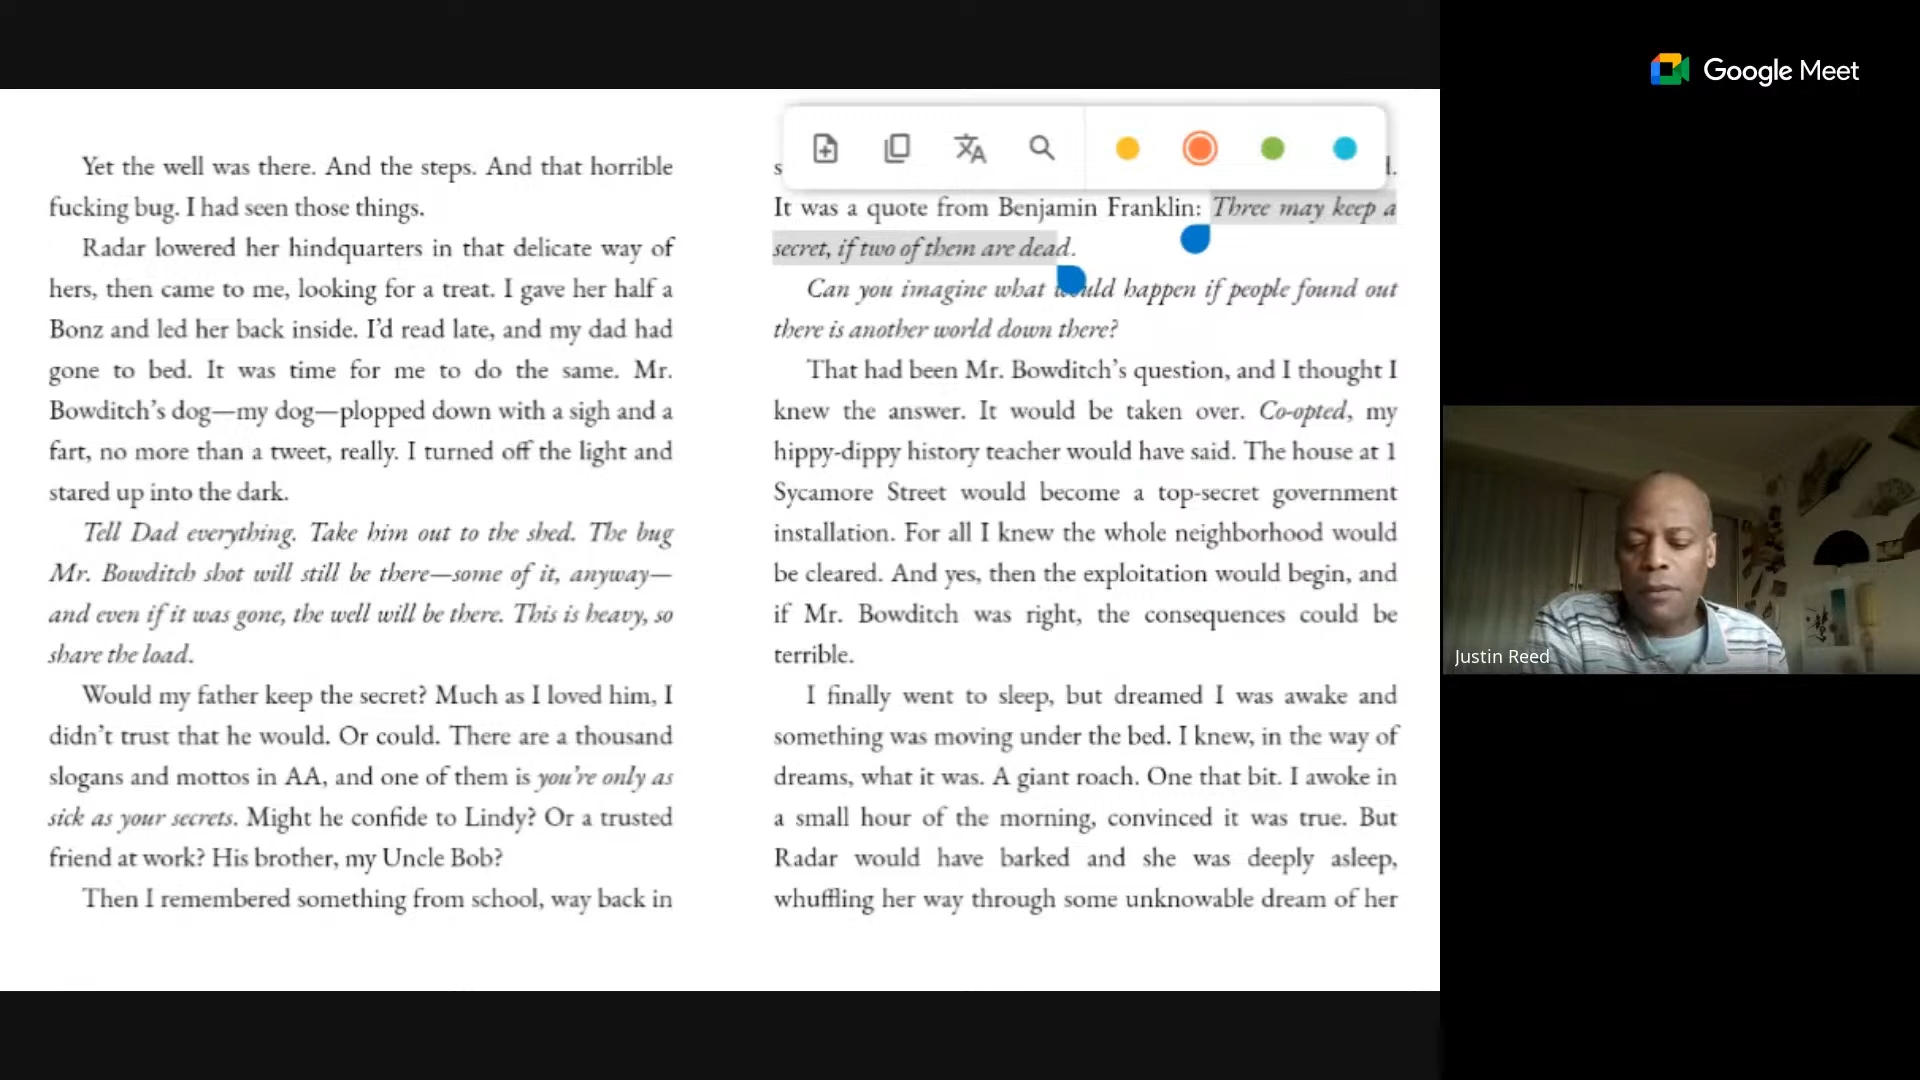 Google Meet
Yet the well was there. And the steps. And that horrible
fucking bug. I had seen those things.
Radar lowered her hindquarters in that delicate way of
hers, then came to me, looking for a treat. I gave her half a
Bonz and led her back inside. I’d read late, and my dad had
gone to bed. It was time for me to do the same. Mr.
Bowditch’s dog—my dog—plopped down with a sigh and a
fart, no more than a tweet, really. I turned off the light and
stared up into the dark.
Tell Dad everything. Take him out to the shed. The bug
Mr. Bowditch shot will still be there—some of it, anyway—
and even if it was gone, the well will be there. This is heavy, so
share the load.
Would my father keep the secret? Much as I loved him, I
didn’t trust that he would. Or could. There are a thousand
slogans and mottos in AA, and one of them is you’re only as
sick as your secrets. Might he confide to Lindy? Or a trusted
friend at work? His brother, my Uncle Bob?
Then I remembered something from school, way back in
It was a quote from Benjamin Franklin: Three may keep a
secret, if two of them are dead.
Can you imagine what would happen if people found out
there is another world down there?
That had been Mr. Bowditch’s question, and I thought I
knew the answer. It would be taken over. Co-opted, my
hippy-dippy history teacher would have said. The house at 1
Sycamore Street would become a top-secret government
installation. For all I knew the whole neighborhood would
be cleared. And yes, then the exploitation would begin, and
if Mr. Bowditch was right, the consequences could be
terrible.
I finally went to sleep, but dreamed I was awake and
something was moving under the bed. I knew, in the way of
dreams, what it was. A giant roach. One that bit. I awoke in
a small hour of the morning, convinced it was true. But
Radar would have barked and she was deeply asleep,
whuffling her way through some unknowable dream of her
Justin Reed